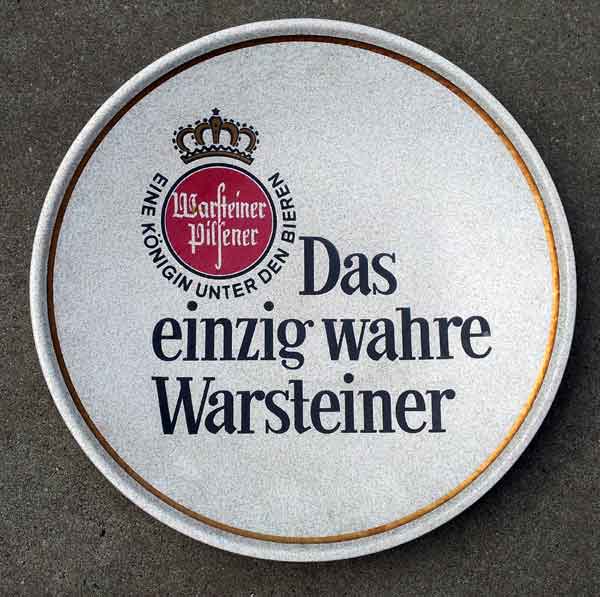 Warsteiner
Pilsener
EINE KÖNIGIN UNTER DEN BIEREN
Das
einzig wahre
Warsteiner